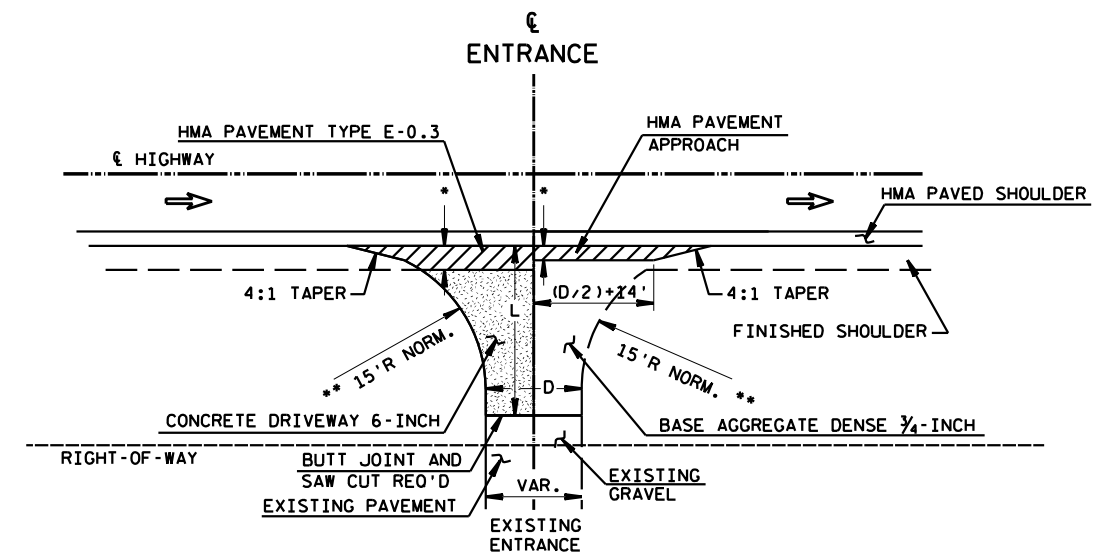 ℄
ENTRANCE
HMA PAVEMENT TYPE E-0.3
HMA PAVEMENT
APPROACH
℄ HIGHWAY
*
*
HMA PAVED SHOULDER
4:1 TAPER
(D/2)+14'
4:1 TAPER
L
FINISHED SHOULDER
** 15'R NORM.
15'R NORM. **
D
CONCRETE DRIVEWAY 6-INCH
BASE AGGREGATE DENSE ¾-INCH
RIGHT-OF-WAY
BUTT JOINT AND
SAW CUT REO'D
EXISTING
GRAVEL
VAR.
EXISTING PAVEMENT
EXISTING
ENTRANCE